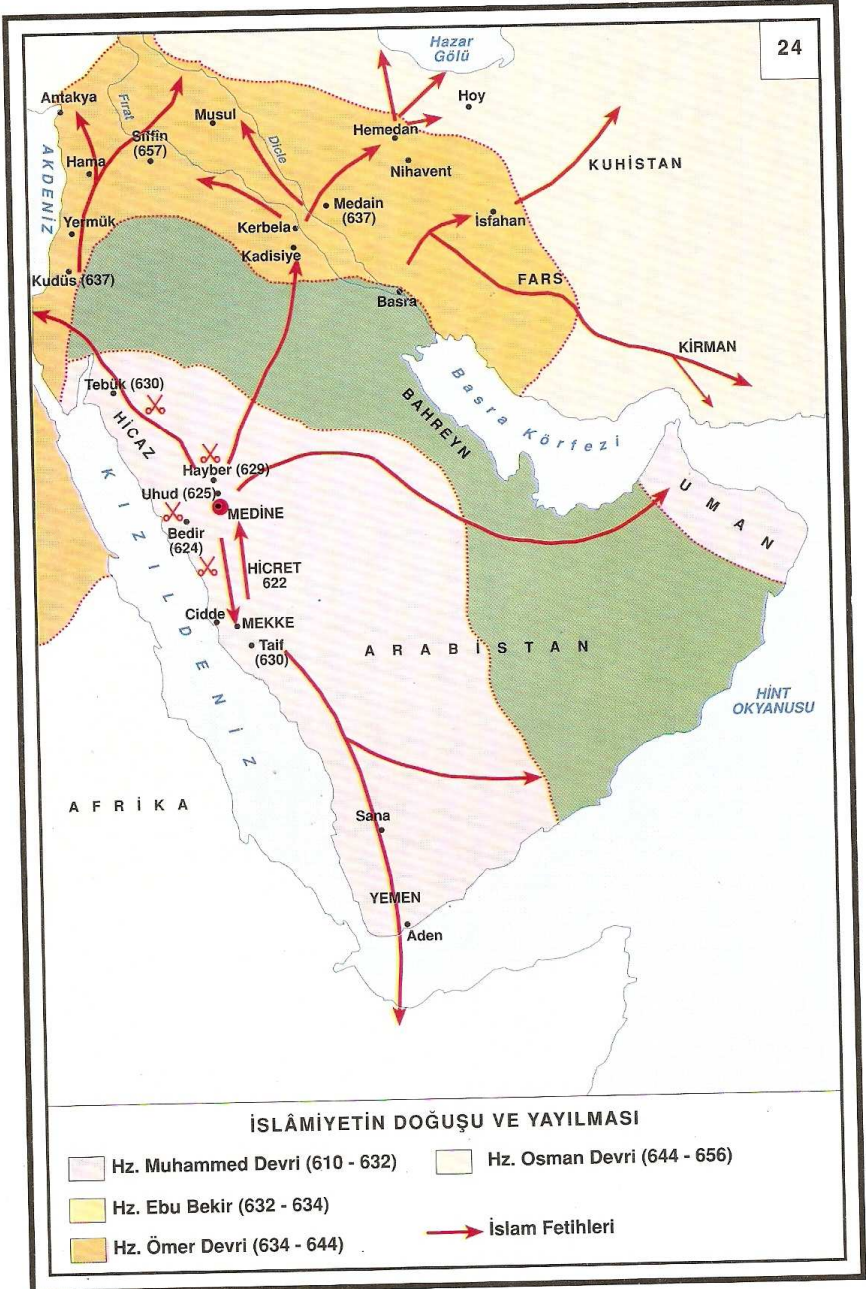 24
Hazar
Gölü
Antakya
Fırat
Musul
Hoy
Siffin
(657)
Dicle
Hemedan
AKDENİZ
Hama
Nihavent
KUHİSTAN
Medain
(637)
İsfahan
Yermük
Kerbela
Kadisiye
Kudüs (637)
Basra
FARS
KİRMAN
Tebük (630)
HİCAZ
BAHREYN
Basra Körfezi
Hayber (629)
Uhud (625)
MEDİNE
UMAN
Bedir
(624)
HİCRET
622
KIZILDENİZ
Cidde
MEKKE
Taif
(630)
ARABİSTAN
HİNT
OKYANUSU
AFRİKA
Sana
YEMEN
Aden
İSLÂMİYETİN DOĞUŞU VE YAYILMASI
Hz. Muhammed Devri (610 - 632)
Hz. Osman Devri (644 - 656)
Hz. Ebu Bekir (632 - 634)
İslam Fetihleri
Hz. Ömer Devri (634 - 644)